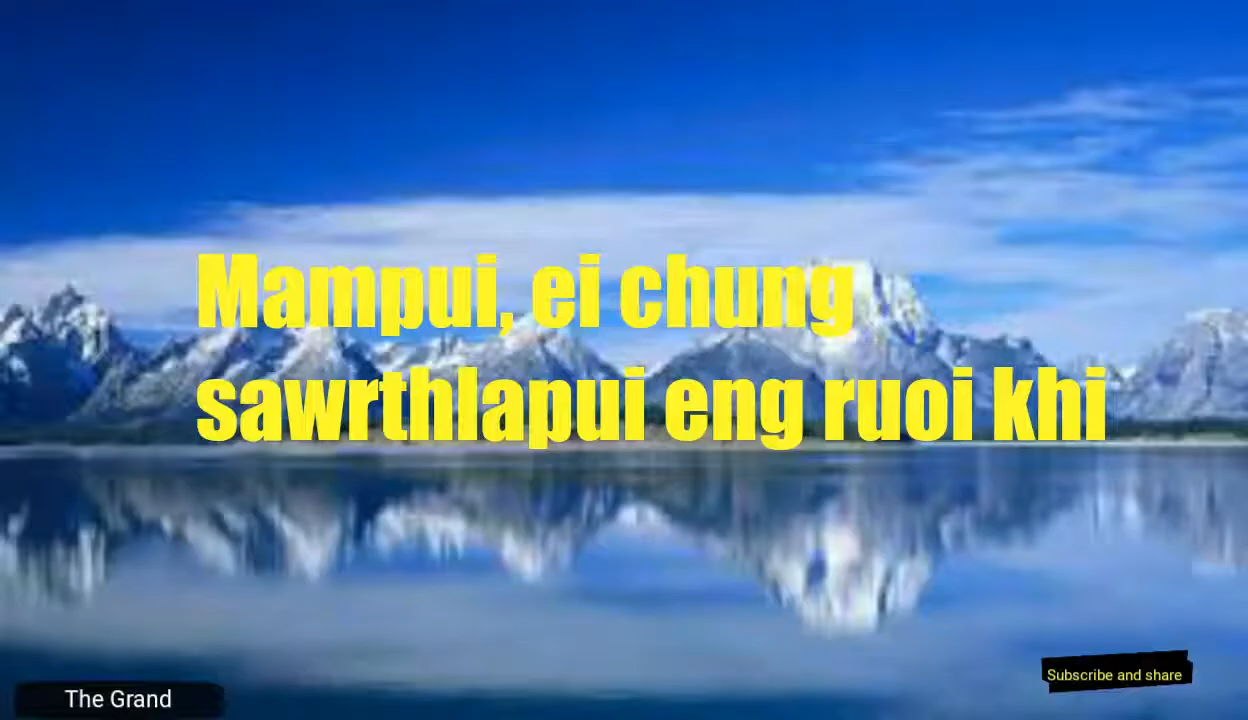 Mampui, ei chung
sawrthlapui eng ruoi khi
Subscribe and share
The Grand